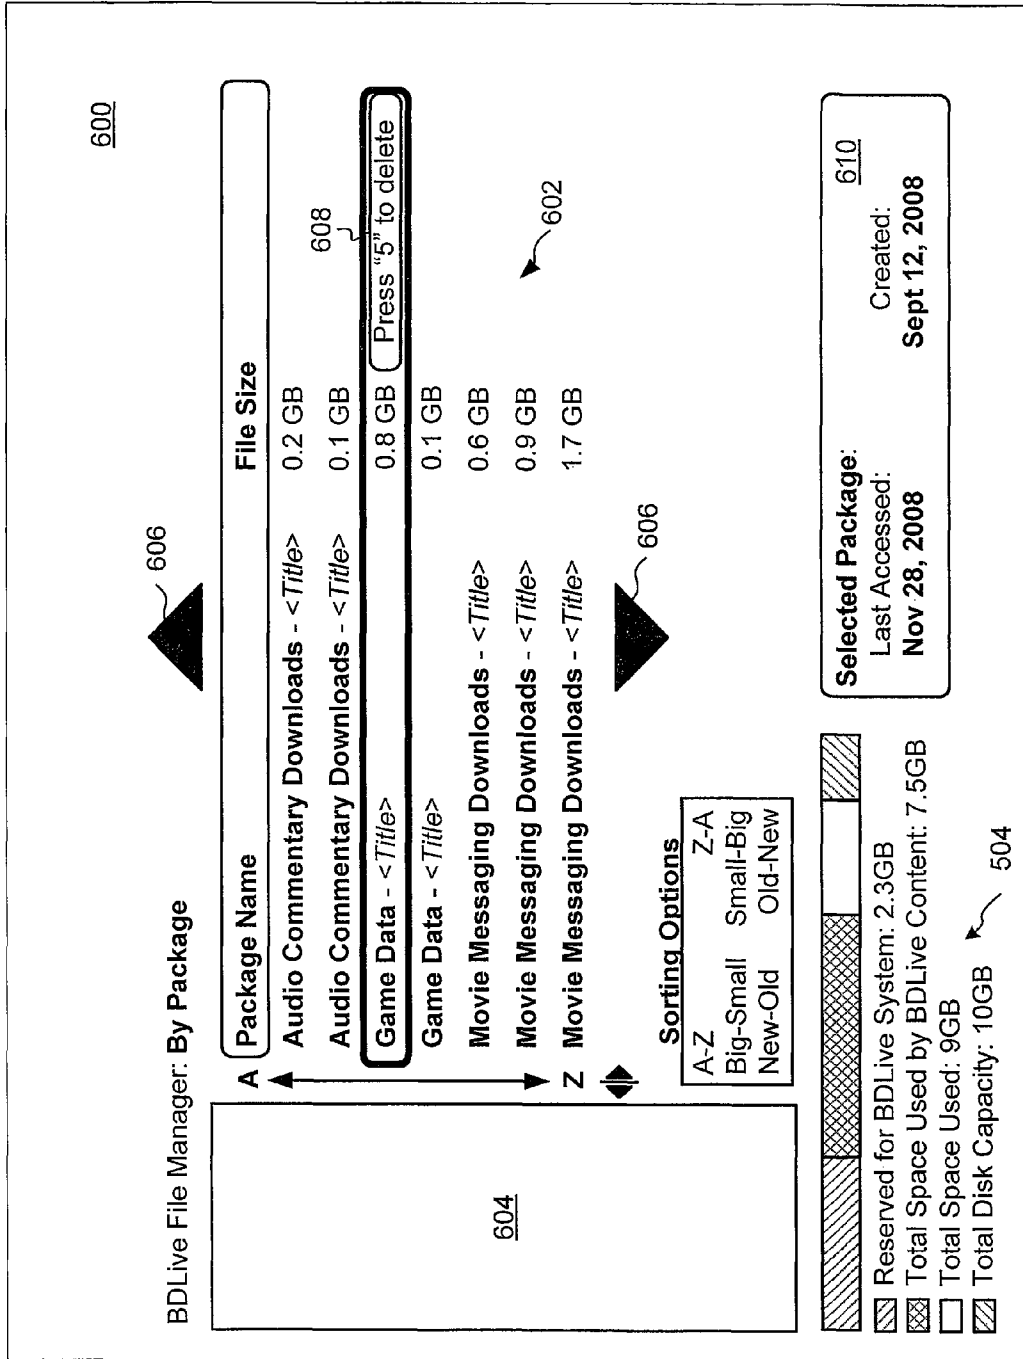 600
BDLive File Manager: By Package
606
Package Name File Size
A
Audio Commentary Downloads - <Title> 0.2 GB
Audio Commentary Downloads - <Title> 0.1 GB
608
Game Data - <Title> 0.8 GB Press “5” to delete
Game Data - <Title> 0.1 GB
Movie Messaging Downloads - <Title> 0.6 GB
Movie Messaging Downloads - <Title> 0.9 GB
Movie Messaging Downloads - <Title> 1.7 GB
Z
602
604
606
Sorting Options
A-Z Z-A
Big-Small Small-Big
New-Old Old-New
Reserved for BDLive System: 2.3GB
Total Space Used by BDLive Content: 7.5GB
Total Space Used: 9GB
Total Disk Capacity: 10GB
504
Selected Package: 610
Last Accessed: Created:
Nov 28, 2008 Sept 12, 2008